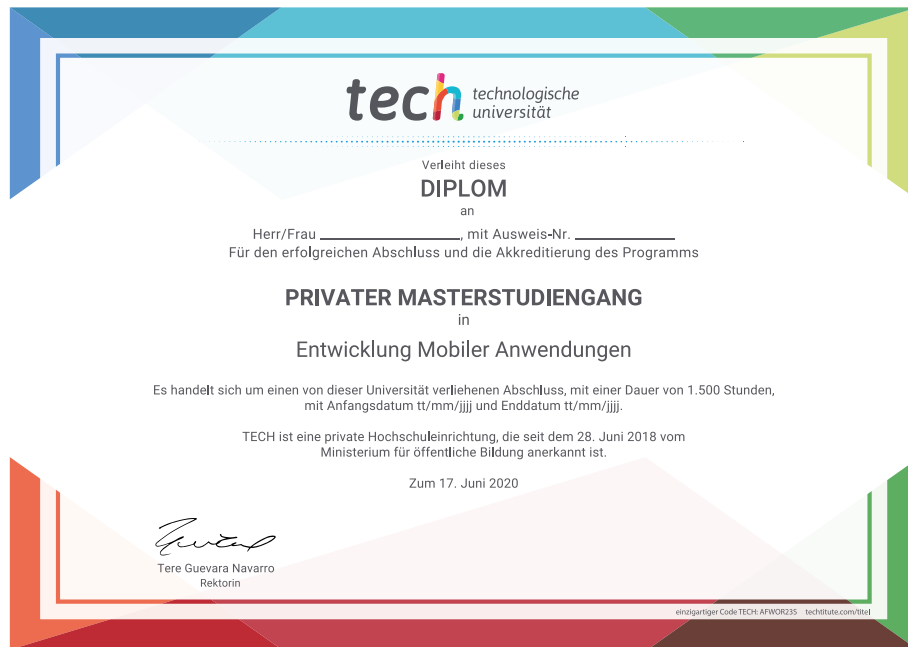 tech technologische
universität
Verleiht dieses
DIPLOM
an
Herr/Frau ____________________, mit Ausweis-Nr. ______________
Für den erfolgreichen Abschluss und die Akkreditierung des Programms
PRIVATER MASTERSTUDIENGANG
in
Entwicklung Mobiler Anwendungen
Es handelt sich um einen von dieser Universität verliehenen Abschluss, mit einer Dauer von 1.500 Stunden,
mit Anfangsdatum tt/mm/jjjj und Enddatum tt/mm/jjjj.
TECH ist eine private Hochschuleinrichtung, die seit dem 28. Juni 2018 vom
Ministerium für öffentliche Bildung anerkannt ist.
Zum 17. Juni 2020
Tere Guevara Navarro
Rektorin
einzigartiger Code TECH: AFWOR23S techtitute.com/titel